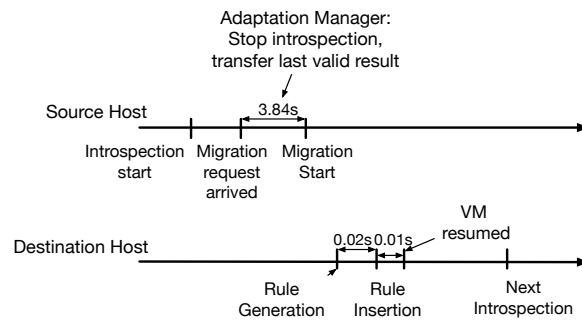 Adaptation Manager:
Stop introspection,
transfer last valid result
3.84s
Source Host
Introspection
start
Migration
request
arrived
Migration
Start
0.02s
0.01s
VM
resumed
Destination Host
Rule
Generation
Rule
Insertion
Next
Introspection